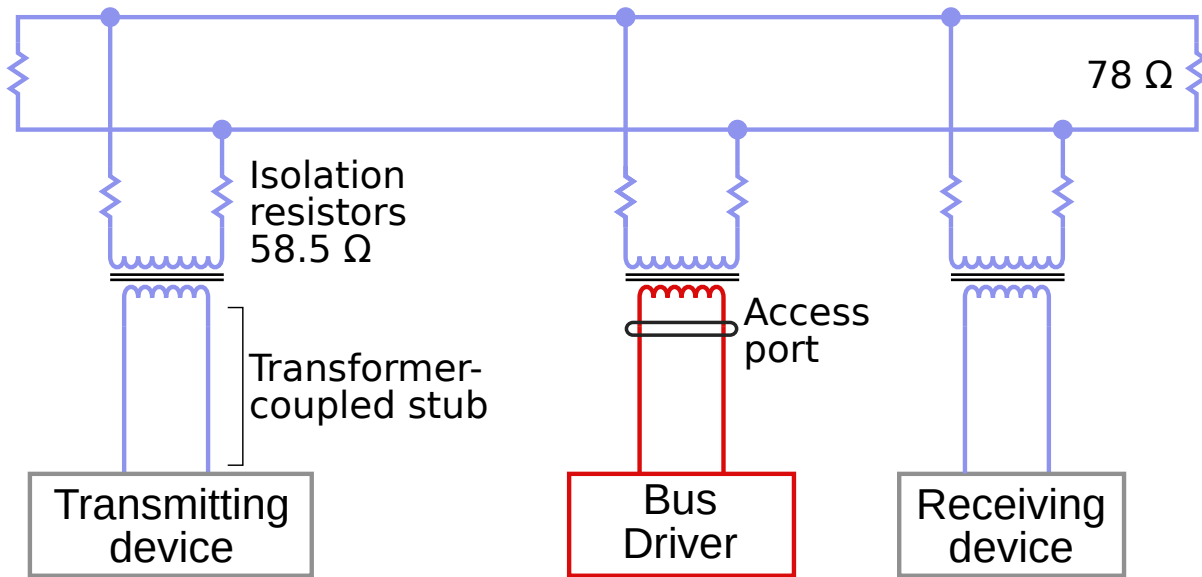 78 Ω
Isolation
resistors
58.5 Ω
Access
port
Transformer-
coupled stub
Transmitting
device
Bus
Driver
Receiving
device